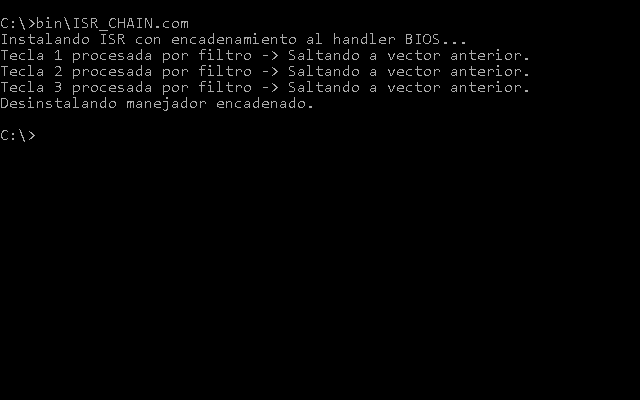 C:\>bin\ISR_CHAIN.com
Instalando ISR con encadenamiento al handler BIOS...
Tecla 1 procesada por filtro -> Saltando a vector anterior.
Tecla 2 procesada por filtro -> Saltando a vector anterior.
Tecla 3 procesada por filtro -> Saltando a vector anterior.
Desinstalando manejador encadenado.
C:\>